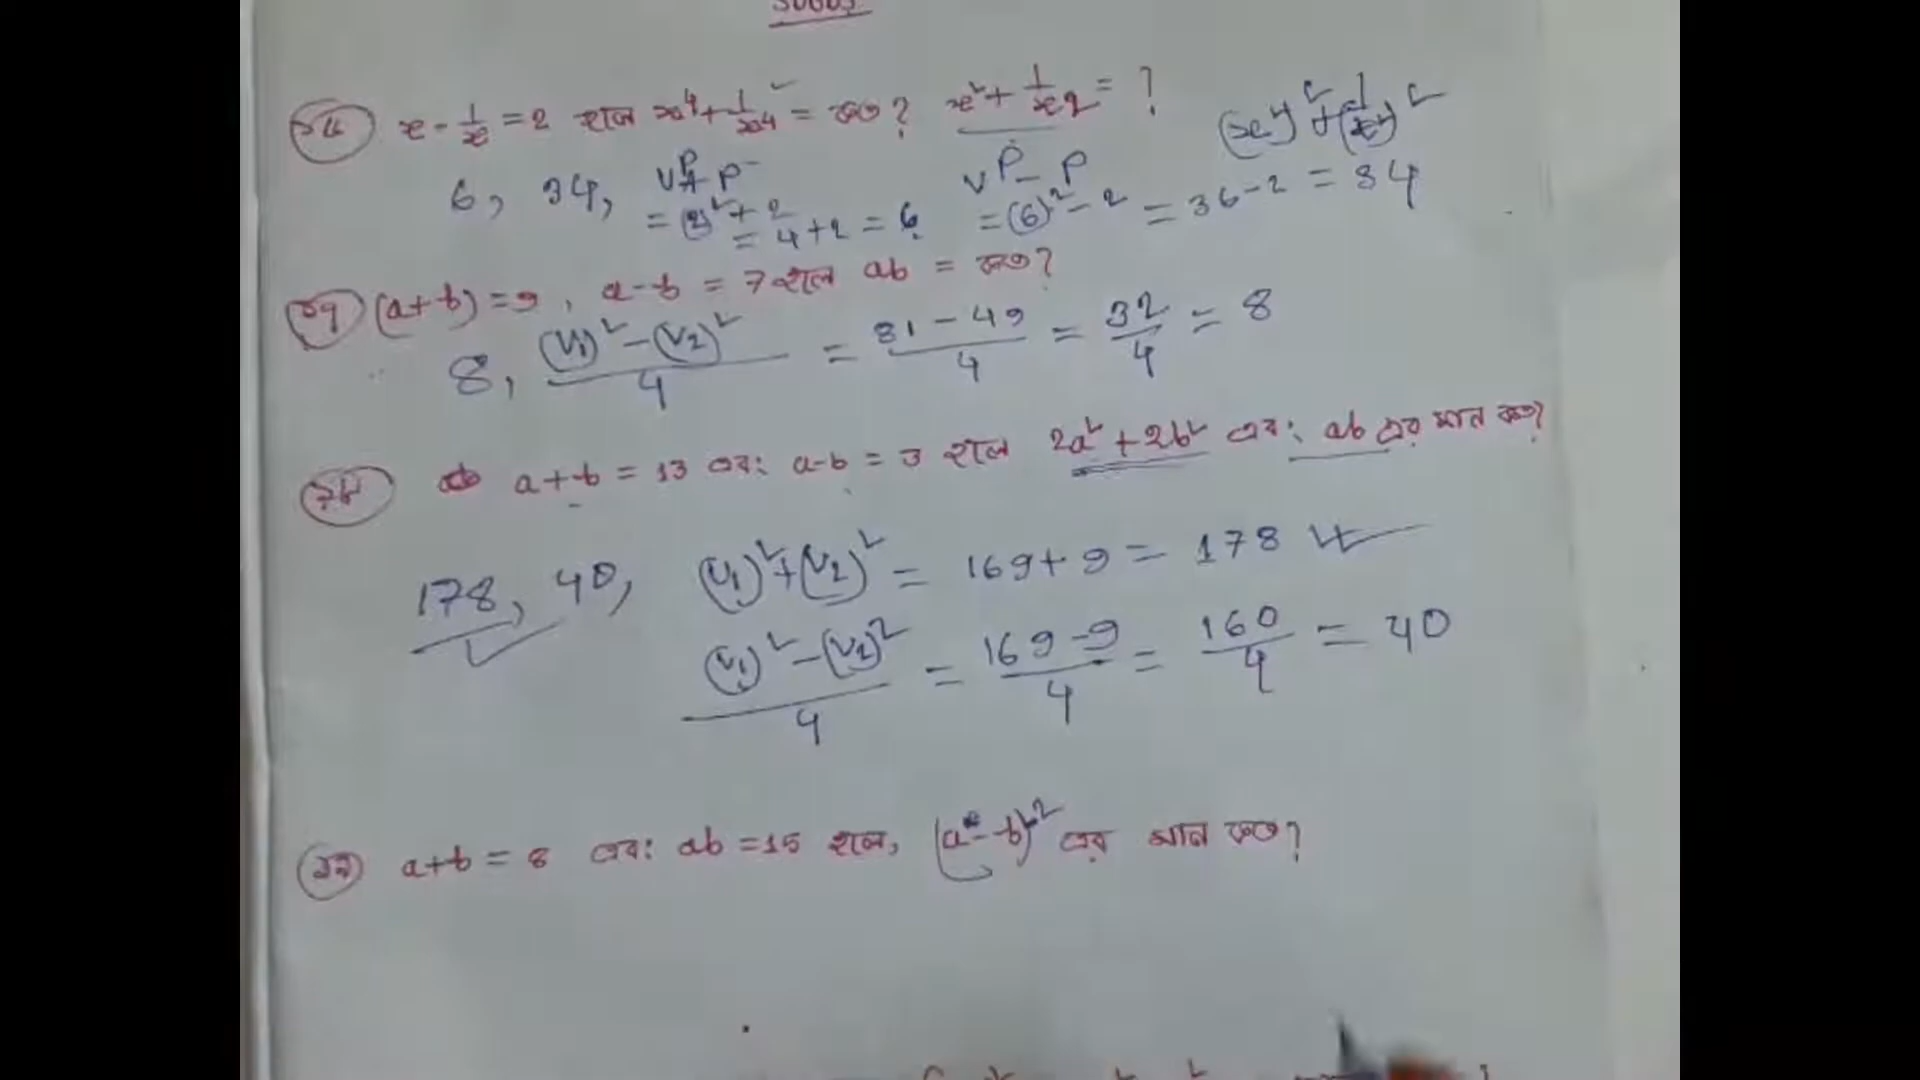 ২৬ x - 1/x = 2 হলে x⁴ + 1/x⁴ = কত? x² + 1/x² = ?
(x²)² + (1/x²)²
6, 34, v^P + P
v^P - P
= (2)² + 2
= 4 + 2 = 6
= (6)² - 2 = 36 - 2 = 34
২৭ (a+b) = 9, a-b = 7 হলে ab = কত?
8, ((v₁)² - (v₂)²)/4 = (81 - 49)/4 = 32/4 = 8
২৮ a+b = 13 এবং a-b = 3 হলে 2a² + 2b² এবং ab এর মান কত?
178, 40, (v₁)² + (v₂)² = 169 + 9 = 178
((v₁)² - (v₂)²)/4 = (169 - 9)/4 = 160/4 = 40
২৯ a+b = 8 এবং ab = 15 হলে, (a - b)² এর মান কত?